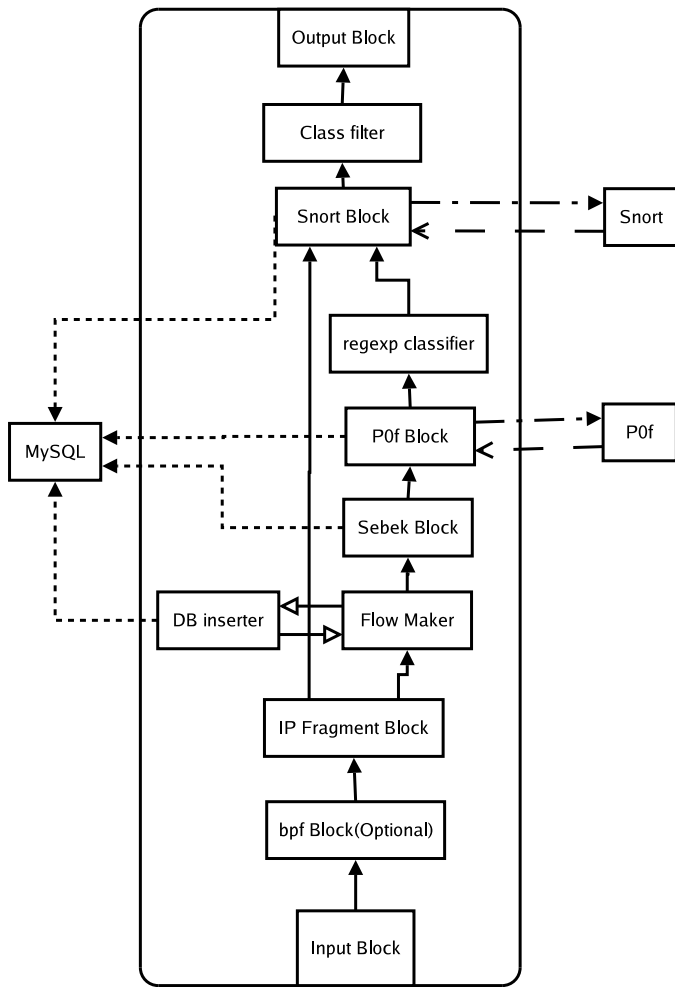 Output Block
Class filter
Snort Block
Snort
regexp classifier
P0f Block
P0f
MySQL
Sebek Block
DB inserter
Flow Maker
IP Fragment Block
bpf Block(Optional)
Input Block